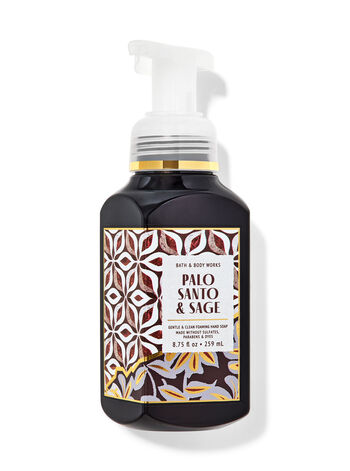 BATH & BODY WORKS
PALO
SANTO
& SAGE
GENTLE & CLEAN FOAMING HAND SOAP
MADE WITHOUT SULFATES,
PARABENS & DYES
8.75 fl oz • 259 mL